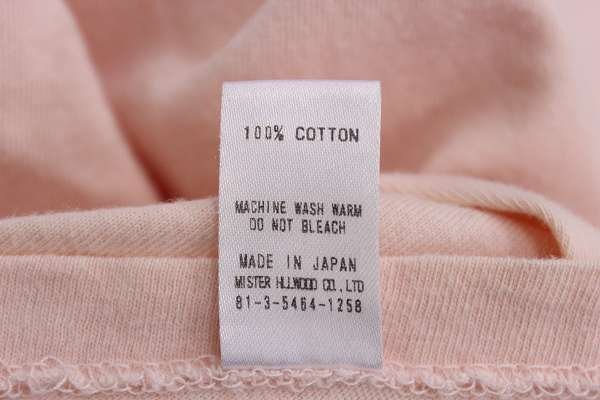 100% COTTON
MACHINE WASH WARM
DO NOT BLEACH
MADE IN JAPAN
MISTER HLLWOOD CO., LTD
81-3-5464-1258